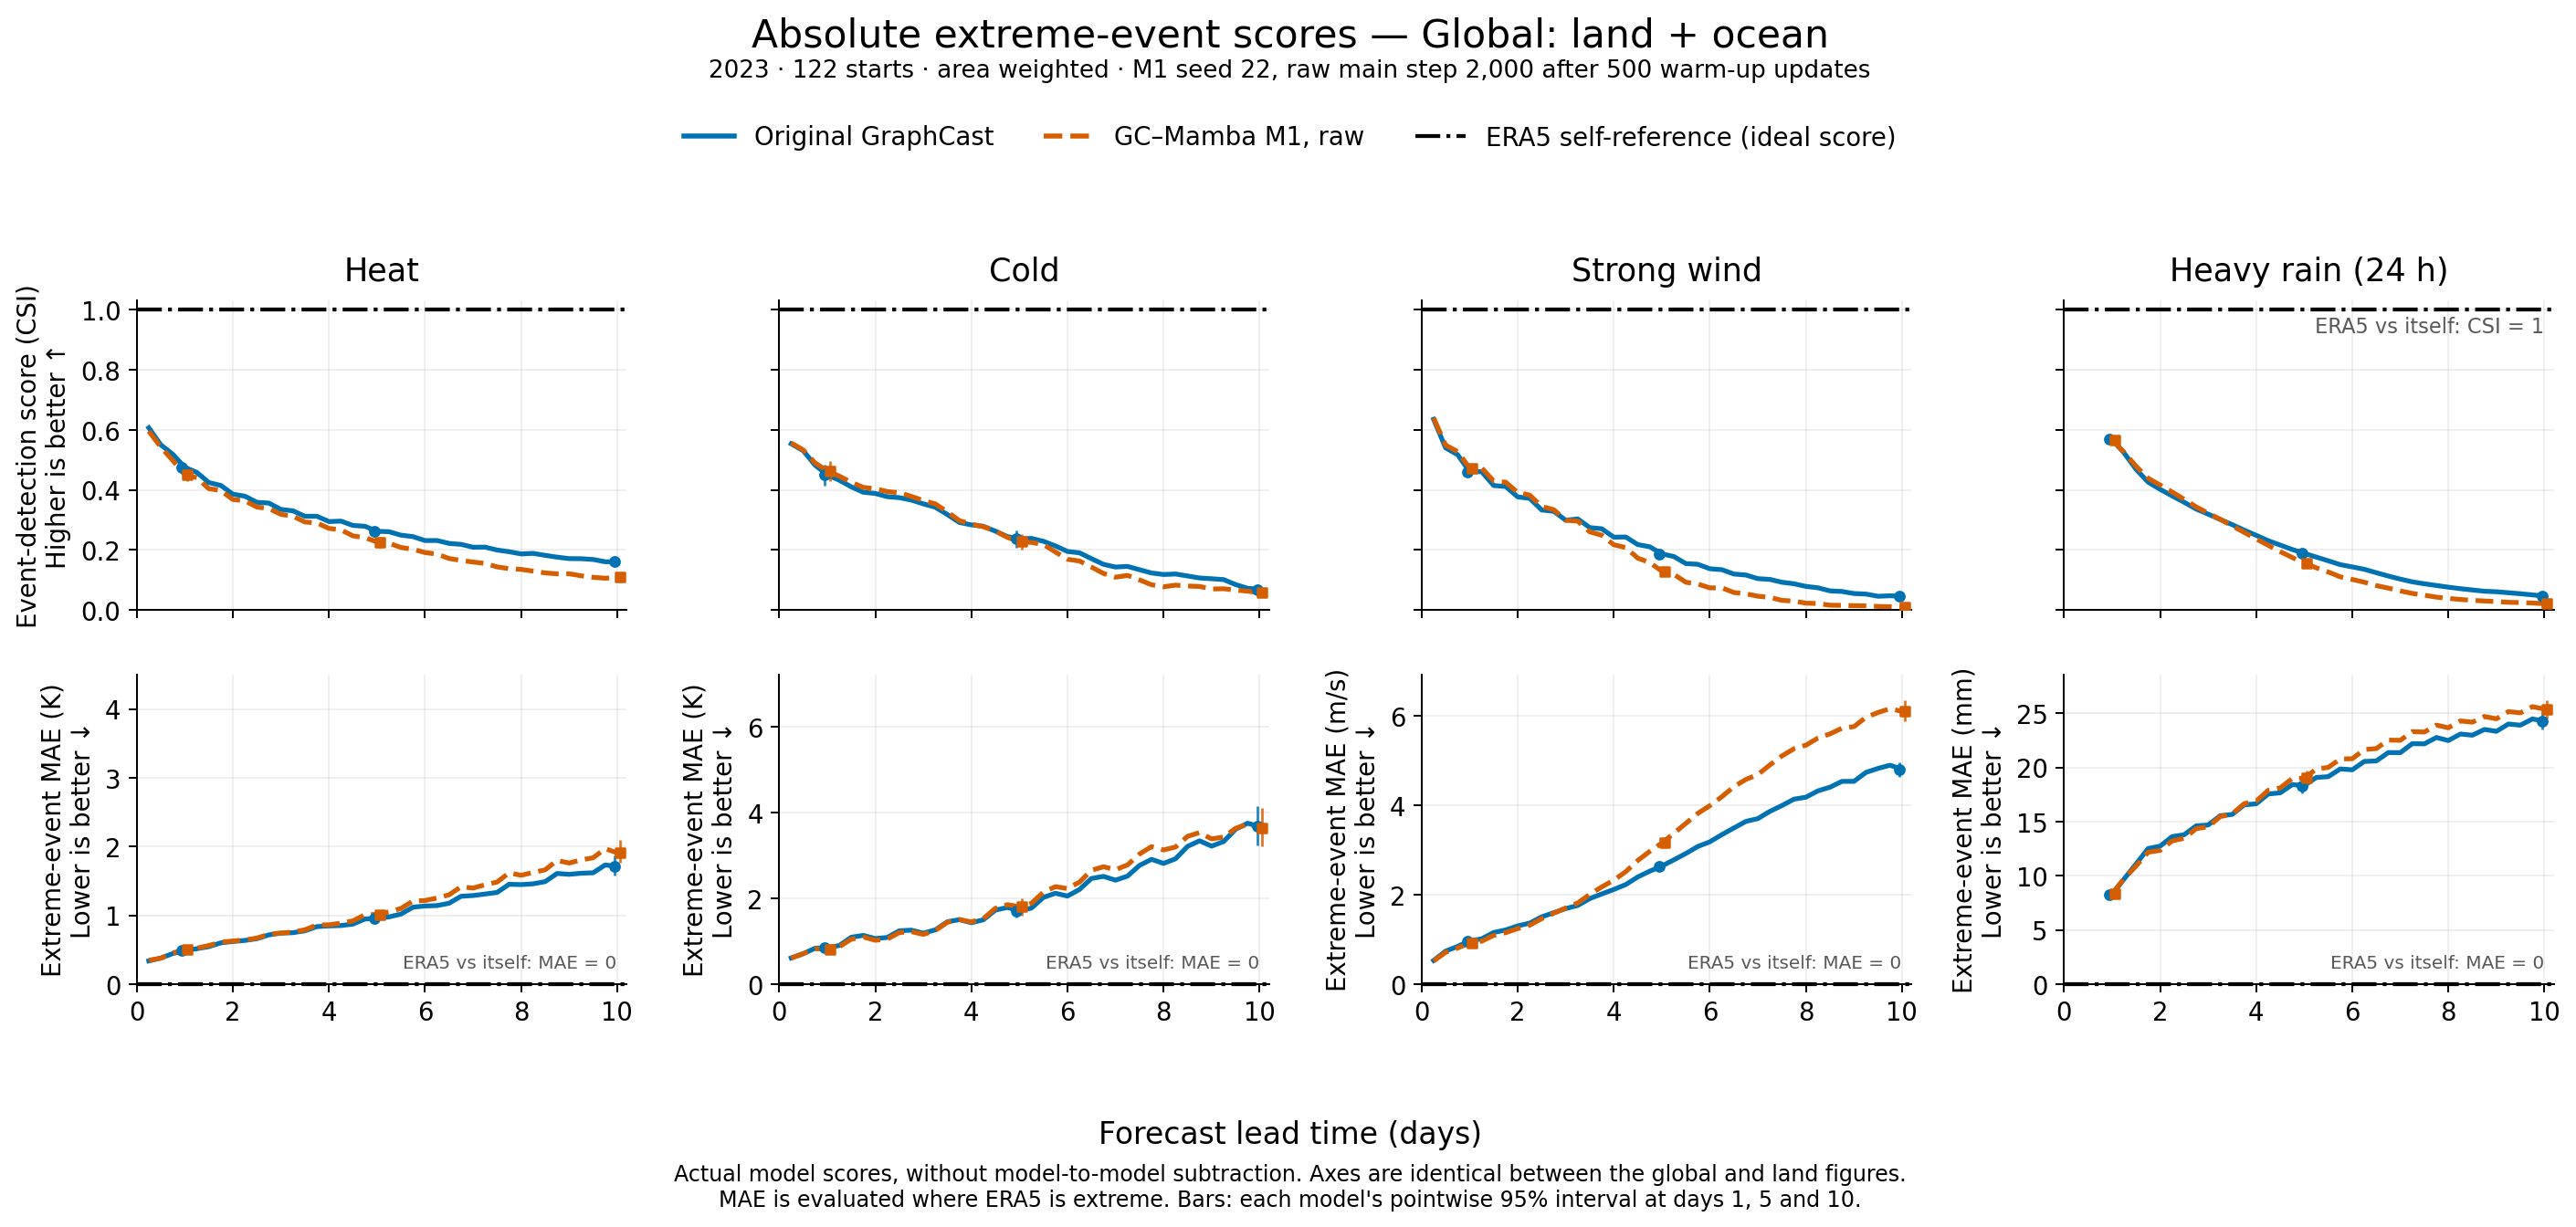 Absolute extreme-event scores — Global: land + ocean
2023 · 122 starts · area weighted · M1 seed 22, raw main step 2,000 after 500 warm-up updates
Original GraphCast
GC–Mamba M1, raw
ERA5 self-reference (ideal score)
Heat
Cold
Strong wind
Heavy rain (24 h)
Event-detection score (CSI)
Higher is better ↑
1.0
0.8
0.6
0.4
0.2
0.0
ERA5 vs itself: CSI = 1
Extreme-event MAE (K)
Lower is better ↓
4
3
2
1
0
ERA5 vs itself: MAE = 0
0 2 4 6 8 10
Extreme-event MAE (K)
Lower is better ↓
6
4
2
0
ERA5 vs itself: MAE = 0
0 2 4 6 8 10
Extreme-event MAE (m/s)
Lower is better ↓
6
4
2
0
ERA5 vs itself: MAE = 0
0 2 4 6 8 10
Extreme-event MAE (mm)
Lower is better ↓
25
20
15
10
5
0
ERA5 vs itself: MAE = 0
0 2 4 6 8 10
Forecast lead time (days)
Actual model scores, without model-to-model subtraction. Axes are identical between the global and land figures.
MAE is evaluated where ERA5 is extreme. Bars: each model's pointwise 95% interval at days 1, 5 and 10.